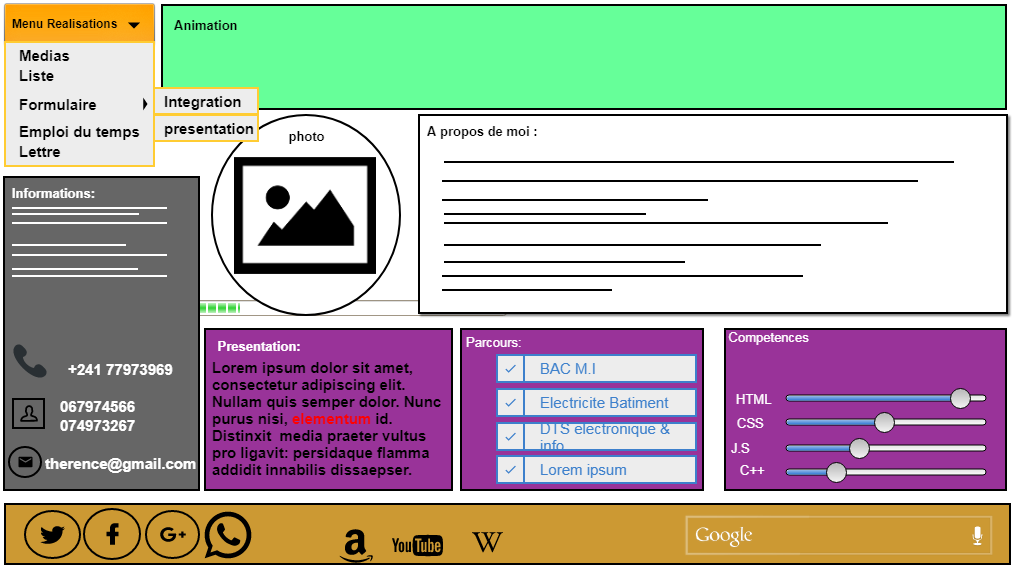 Menu Realisations
Medias
Liste
Formulaire
Integration
presentation
Emploi du temps
Lettre
Animation
photo
A propos de moi :
Informations:
+241 77973969
067974566
074973267
therence@gmail.com
Presentation:
Lorem ipsum dolor sit amet,
consectetur adipiscing elit.
Nullam quis semper dolor. Nunc
purus nisi, elementum id.
Distinxit media praeter vultus
pro ligavit: persidaque flamma
addidit innabilis dissaepser.
Parcours:
BAC M.I
Electricite Batiment
DTS electronique &
info
Lorem ipsum
Competences
HTML
CSS
J.S
C++
f
G+
a
YouTube
W
Google